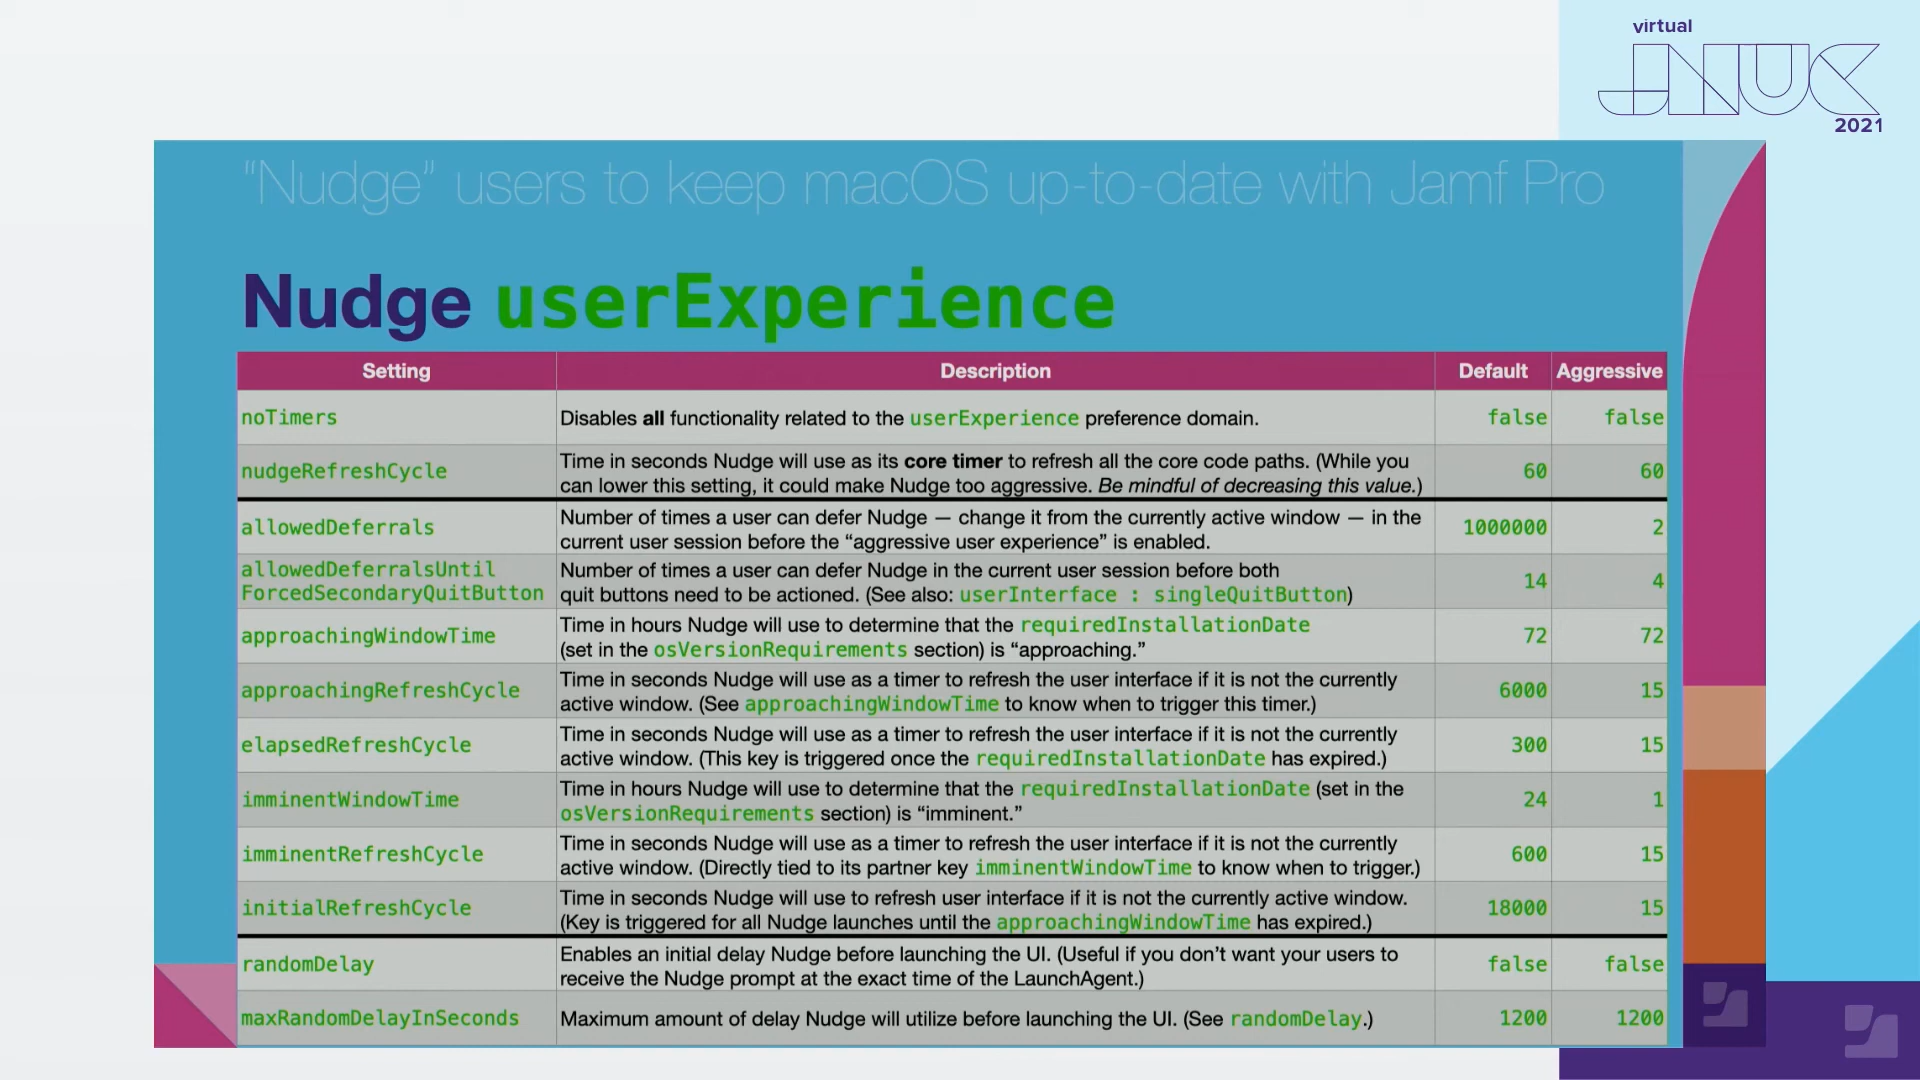 virtual
JNUC
2021
“Nudge” users to keep macOS up-to-date with Jamf Pro
Nudge userExperience
Setting Description Default Aggressive
noTimers Disables all functionality related to the userExperience preference domain. false false
nudgeRefreshCycle Time in seconds Nudge will use as its core timer to refresh all the core code paths. (While you
can lower this setting, it could make Nudge too aggressive. Be mindful of decreasing this value.) 60 60
allowedDeferrals Number of times a user can defer Nudge — change it from the currently active window — in the
current user session before the “aggressive user experience” is enabled. 1000000 2
allowedDeferralsUntil
ForcedSecondaryQuitButton Number of times a user can defer Nudge in the current user session before both
quit buttons need to be actioned. (See also: userInterface : singleQuitButton) 14 4
approachingWindowTime Time in hours Nudge will use to determine that the requiredInstallationDate
(set in the osVersionRequirements section) is “approaching.” 72 72
approachingRefreshCycle Time in seconds Nudge will use as a timer to refresh the user interface if it is not the currently
active window. (See approachingWindowTime to know when to trigger this timer.) 6000 15
elapsedRefreshCycle Time in seconds Nudge will use as a timer to refresh the user interface if it is not the currently
active window. (This key is triggered once the requiredInstallationDate has expired.) 300 15
imminentWindowTime Time in hours Nudge will use to determine that the requiredInstallationDate (set in the
osVersionRequirements section) is “imminent.” 24 1
imminentRefreshCycle Time in seconds Nudge will use as a timer to refresh the user interface if it is not the currently
active window. (Directly tied to its partner key imminentWindowTime to know when to trigger.) 600 15
initialRefreshCycle Time in seconds Nudge will use to refresh user interface if it is not the currently active window.
(Key is triggered for all Nudge launches until the approachingWindowTime has expired.) 18000 15
randomDelay Enables an initial delay Nudge before launching the UI. (Useful if you don’t want your users to
receive the Nudge prompt at the exact time of the LaunchAgent.) false false
maxRandomDelayInSeconds Maximum amount of delay Nudge will utilize before launching the UI. (See randomDelay.) 1200 1200